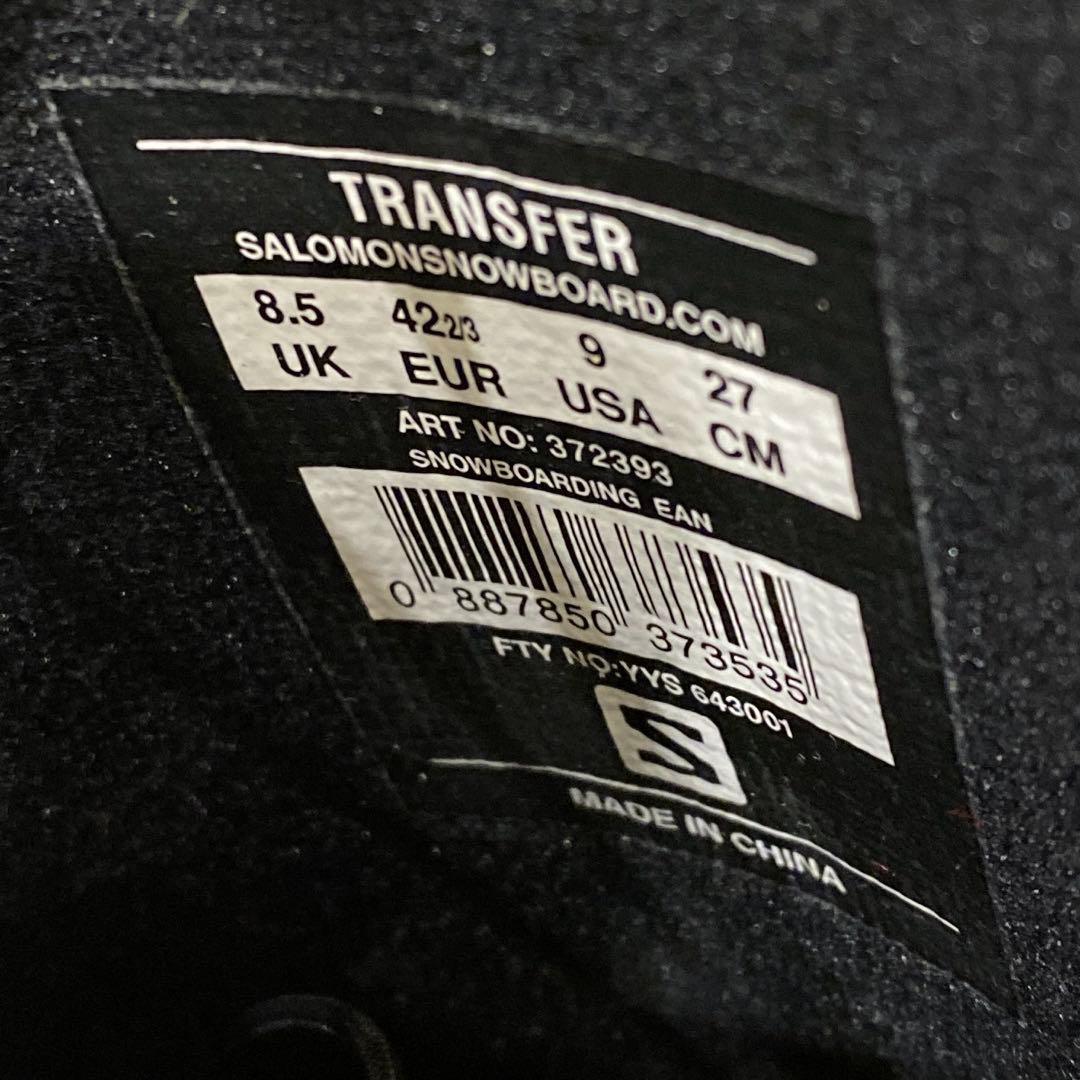 TRANSFER
SALOMONSNOWBOARD.COM
8.5 42 2/3 9 27
UK EUR USA CM
ART NO: 372393
SNOWBOARDING EAN
0 887850 373535
FTY NO:YYS 643001
S
MADE IN CHINA